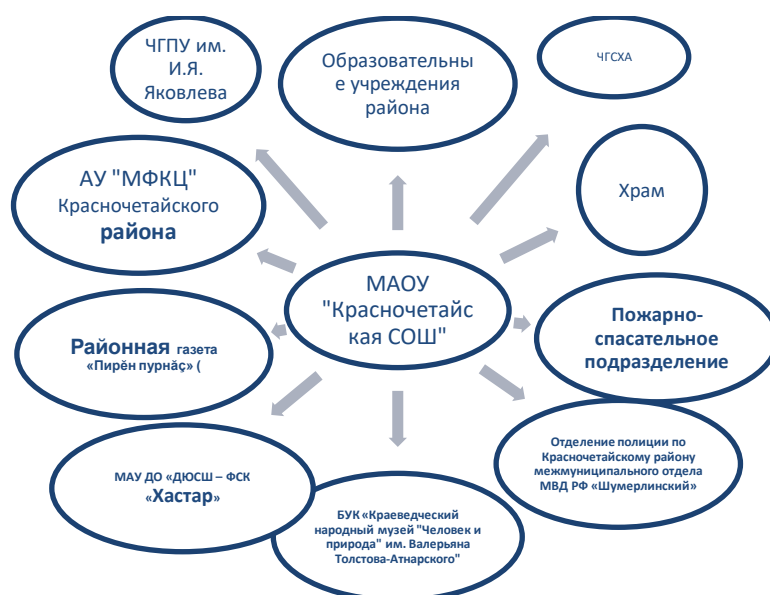 ЧГПУ им.
И.Я.
Яковлева
Образовательны
е учреждения
района
ЧГСХА
АУ "МФКЦ"
Красночетайского
района
Храм
МАОУ
"Красночетайс
кая СОШ"
Районная газета
«Пирĕн пурнăç» (
Пожарно-
спасательное
подразделение
МАУ ДО «ДЮСШ – ФСК
«Хастар»
Отделение полиции по
Красночетайскому району
межмуниципального отдела
МВД РФ «Шумерлинский»
БУК «Краеведческий
народный музей "Человек и
природа" им. Валерьяна
Толстова-Атнарского"